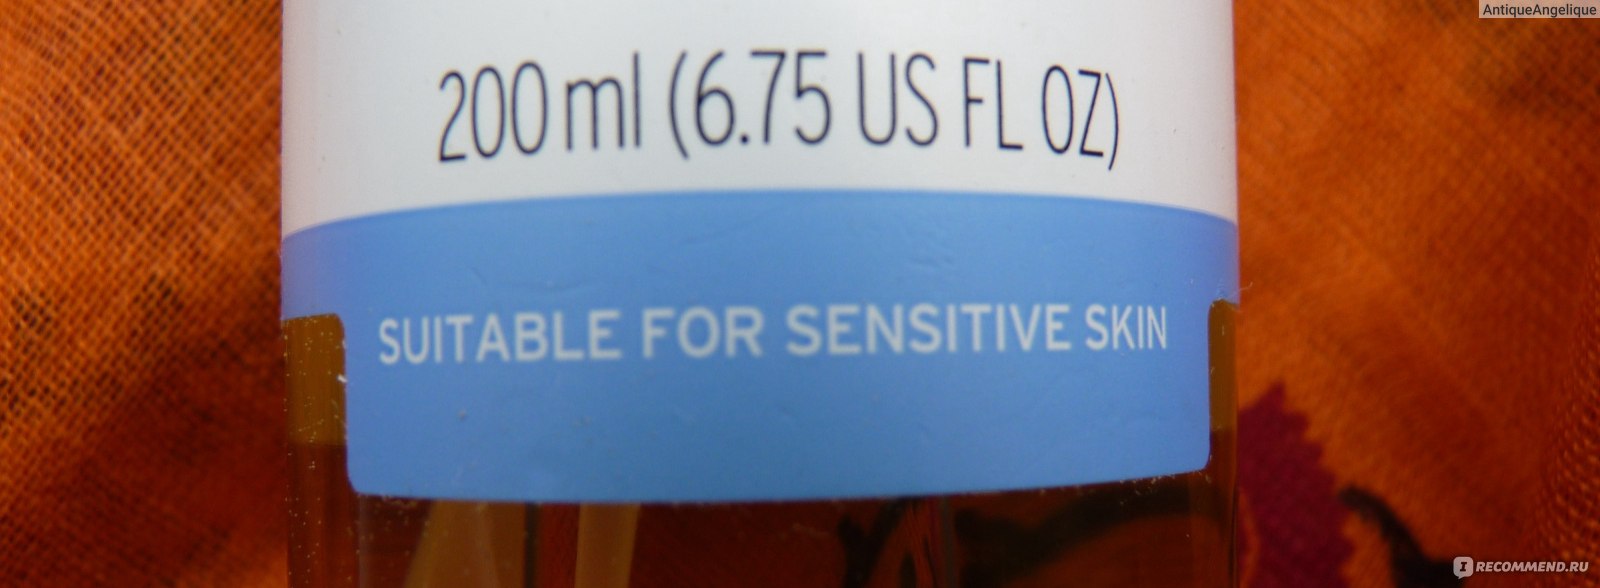 AntiqueAngelique
200 ml (6.75 US FL OZ)
SUITABLE FOR SENSITIVE SKIN
IRECOMMEND.RU